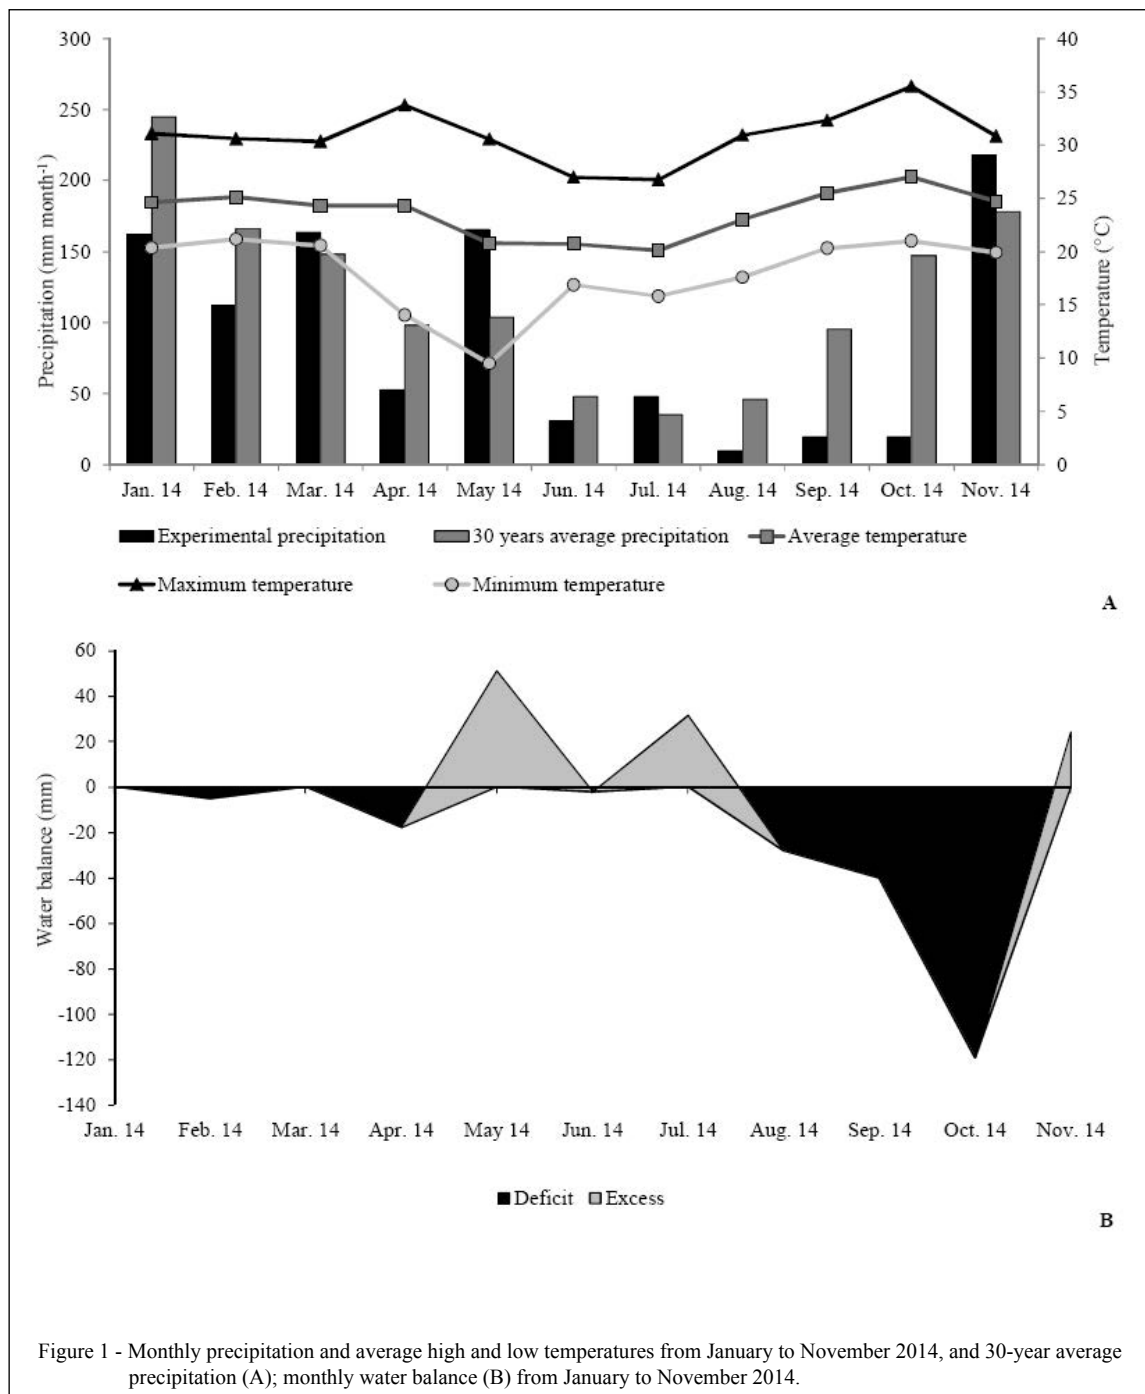 300
250
200
150
100
50
0
Precipitation (mm month⁻¹)
40
35
30
25
20
15
10
5
0
Temperature (°C)
Jan. 14 Feb. 14 Mar. 14 Apr. 14 May 14 Jun. 14 Jul. 14 Aug. 14 Sep. 14 Oct. 14 Nov. 14
Experimental precipitation 30 years average precipitation Average temperature
Maximum temperature Minimum temperature
A
60
40
20
0
-20
-40
-60
-80
-100
-120
-140
Water balance (mm)
Jan. 14 Feb. 14 Mar. 14 Apr. 14 May 14 Jun. 14 Jul. 14 Aug. 14 Sep. 14 Oct. 14 Nov. 14
Deficit Excess
B
Figure 1 - Monthly precipitation and average high and low temperatures from January to November 2014, and 30-year average
precipitation (A); monthly water balance (B) from January to November 2014.